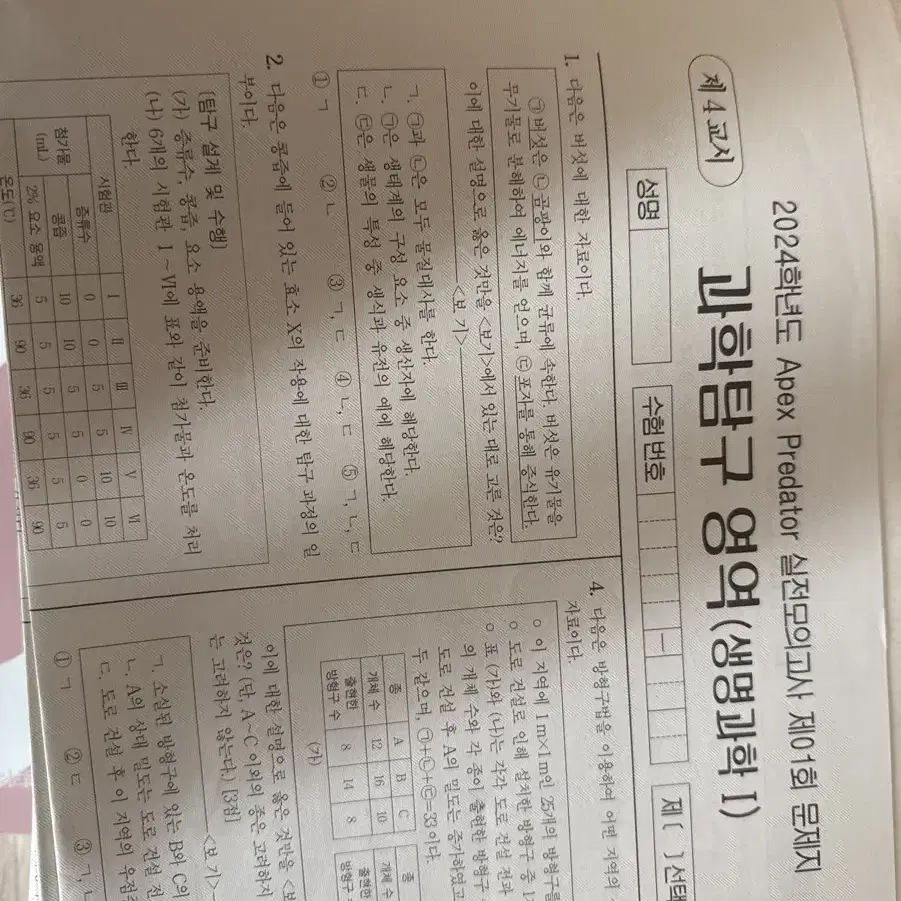 2024학년도 Apex Predator 실전모의고사 제01회 문제지
제 4 교시
과학탐구 영역(생명과학 I)
성명
수험번호
—
제 [ ] 선택
1. 다음은 버섯에 대한 자료이다.
㉠ 버섯은 ㉡ 곰팡이와 함께 균류에 속한다. 버섯은 유기물을
무기물로 분해하여 에너지를 얻으며, ㉢ 포자를 통해 증식한다.
이에 대한 설명으로 옳은 것만을 <보기>에서 있는 대로 고른 것은?
<보 기>
ㄱ. ㉠과 ㉡은 모두 물질대사를 한다.
ㄴ. ㉠은 생태계의 구성 요소 중 생산자에 해당한다.
ㄷ. ㉢은 생물의 특성 중 생식과 유전의 예에 해당한다.
① ㄱ ② ㄴ ③ ㄱ, ㄷ ④ ㄴ, ㄷ ⑤ ㄱ, ㄴ, ㄷ
2. 다음은 콩즙에 들어 있는 효소 X의 작용에 대한 탐구 과정의 일
부이다.
[탐구 설계 및 수행]
(가) 증류수, 콩즙, 요소 용액을 준비한다.
(나) 6개의 시험관 I ~ VI에 표와 같이 첨가물과 온도를 처리
한다.
시험관 I II III IV V VI
첨가물 (mL)
증류수 0 0 5 5 10 10
콩즙 10 10 5 5 0 0
2% 요소 용액 5 5 5 5 5 5
온도(℃) 36 90 36 90 36 90
4. 다음은 방형구법을 이용하여 어떤 지역의
자료이다.
○ 이 지역에 1m×1m인 25개의 방형구를
○ 도로 건설로 인해 설치한 방형구 중 1
○ 표 (가)와 (나)는 각각 도로 건설 전과
의 개체 수와 각 종이 출현한 방형구
도로 건설 후 A의 밀도는 증가하였고
두 같으며, ㉠+㉡+㉢=33이다.
종 A B C
개체 수 12 16 10
출현한 방형구 수 8 14 8
(가)
종
개체 수
출현한
방형구
이에 대한 설명으로 옳은 것만을 <보
것은? (단, A~C 이외의 종은 고려하지
는 고려하지 않는다.) [3점]
<보 기>
ㄱ. 소실된 방형구에 있는 B와 C의
ㄴ. A의 상대 밀도는 도로 건설 전
ㄷ. 도로 건설 후 이 지역의 우점
① ㄱ ② ㄷ ③ ㄱ, ㄴ